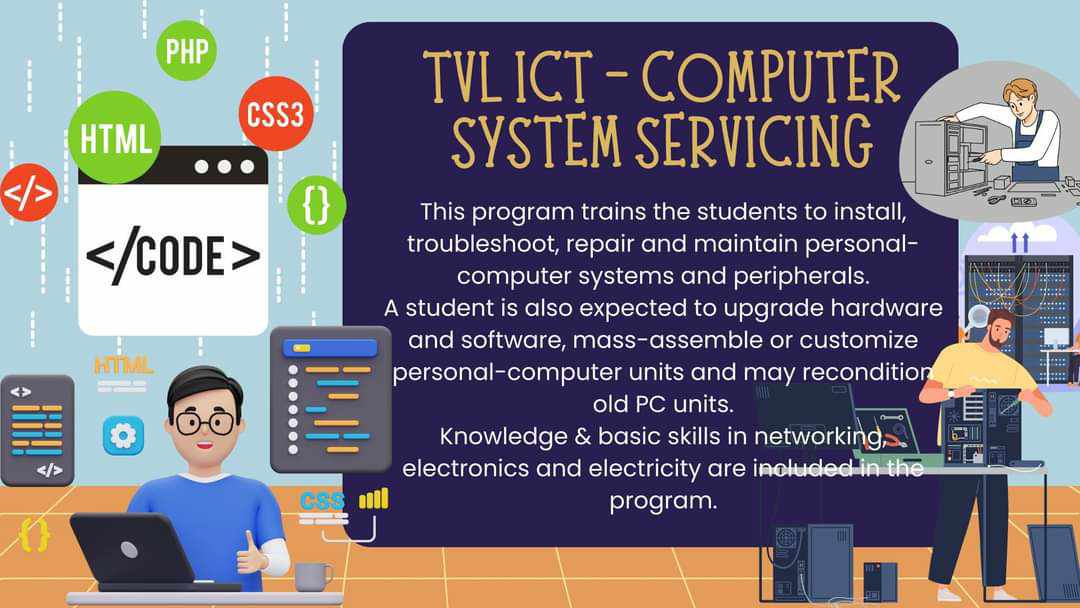 PHP
CSS3
HTML
</>
{}
</CODE>
HTML
<>
</>
CSS
{}
TVL ICT - COMPUTER
SYSTEM SERVICING
This program trains the students to install,
troubleshoot, repair and maintain personal-
computer systems and peripherals.
A student is also expected to upgrade hardware
and software, mass-assemble or customize
personal-computer units and may recondition
old PC units.
Knowledge & basic skills in networking,
electronics and electricity are included in the
program.